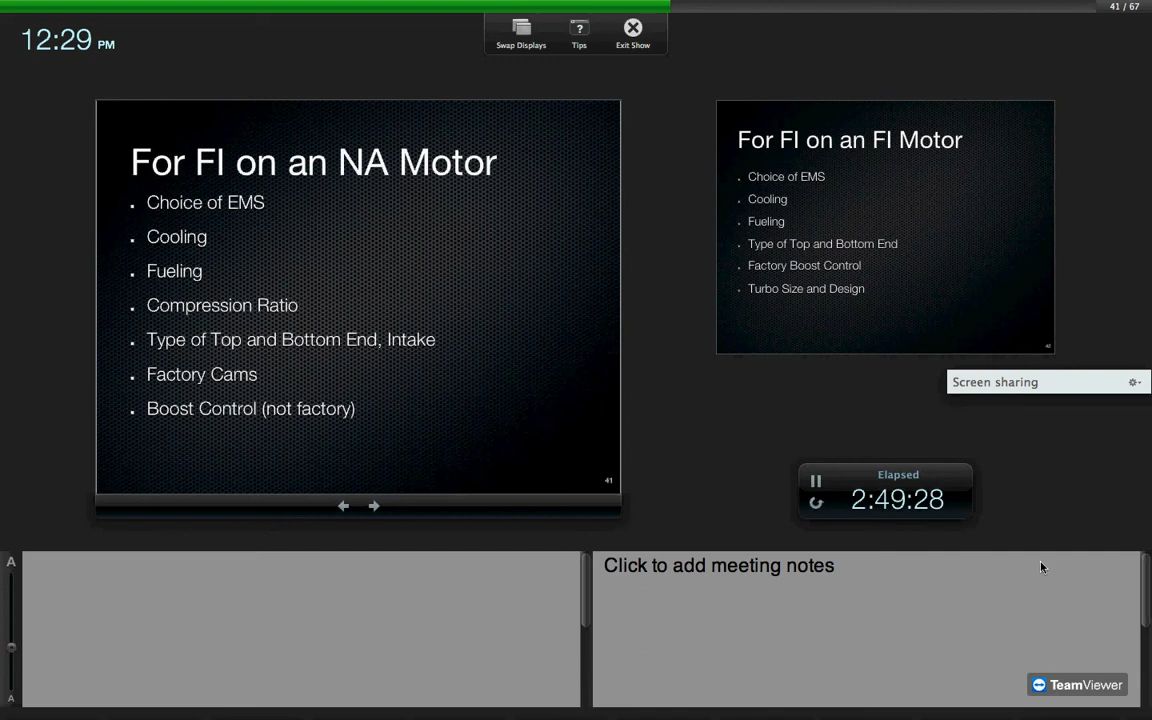 41 / 67
12:29 PM
Swap Displays
Tips
Exit Show
For FI on an NA Motor
Choice of EMS
Cooling
Fueling
Compression Ratio
Type of Top and Bottom End, Intake
Factory Cams
Boost Control (not factory)
41
For FI on an FI Motor
Choice of EMS
Cooling
Fueling
Type of Top and Bottom End
Factory Boost Control
Turbo Size and Design
42
Screen sharing
Elapsed
2:49:28
A
A
Click to add meeting notes
TeamViewer